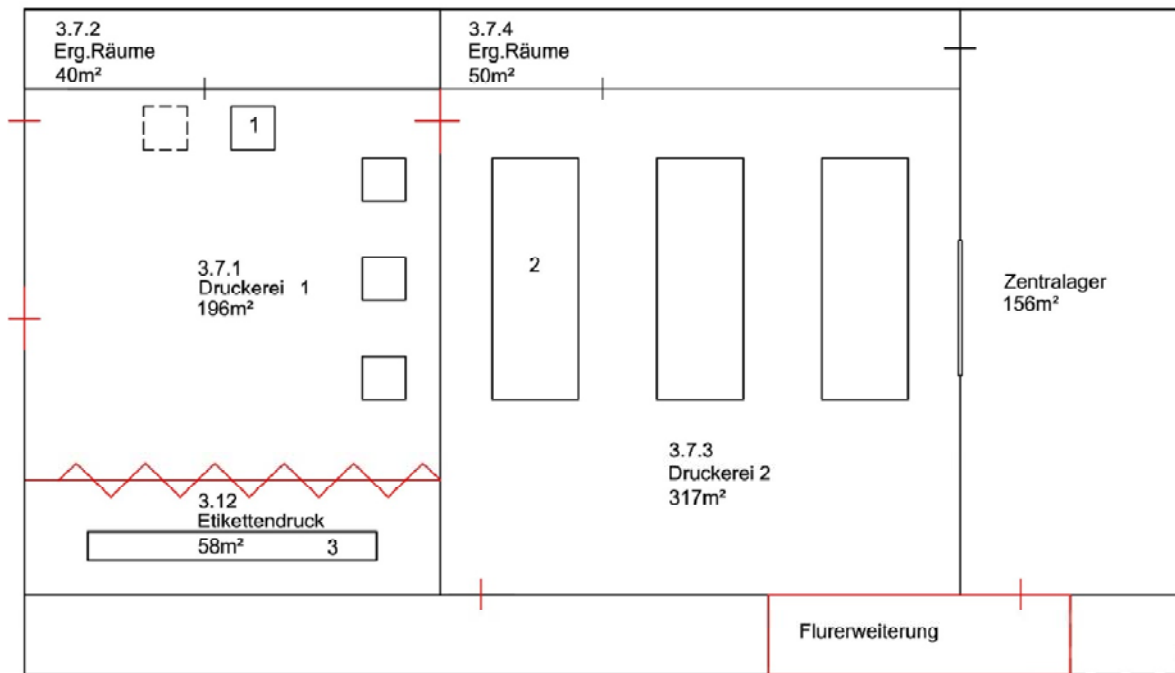 3.7.2
Erg.Räume
40m²
3.7.4
Erg.Räume
50m²
1
2
3.7.1
Druckerei 1
196m²
Zentralager
156m²
3.7.3
Druckerei 2
317m²
3.12
Etikettendruck
58m² 3
Flurerweiterung